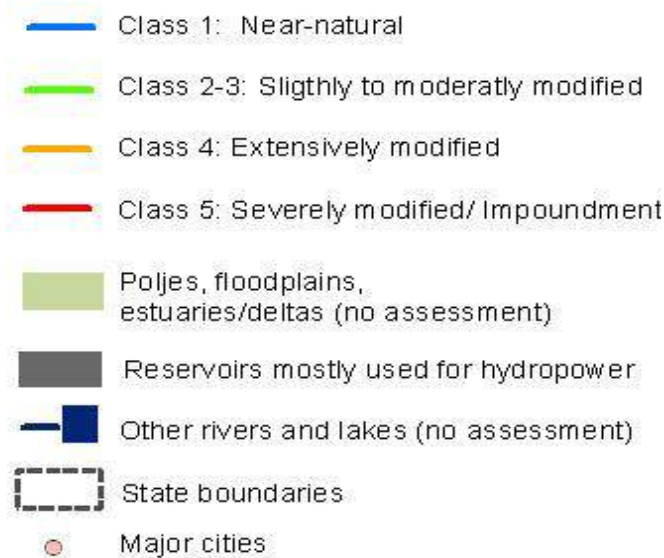 Class 1: Near-natural
Class 2-3: Sligthly to moderatly modified
Class 4: Extensively modified
Class 5: Severely modified/ Impoundment
Poljes, floodplains,
estuaries/deltas (no assessment)
Reservoirs mostly used for hydropower
Other rivers and lakes (no assessment)
State boundaries
Major cities